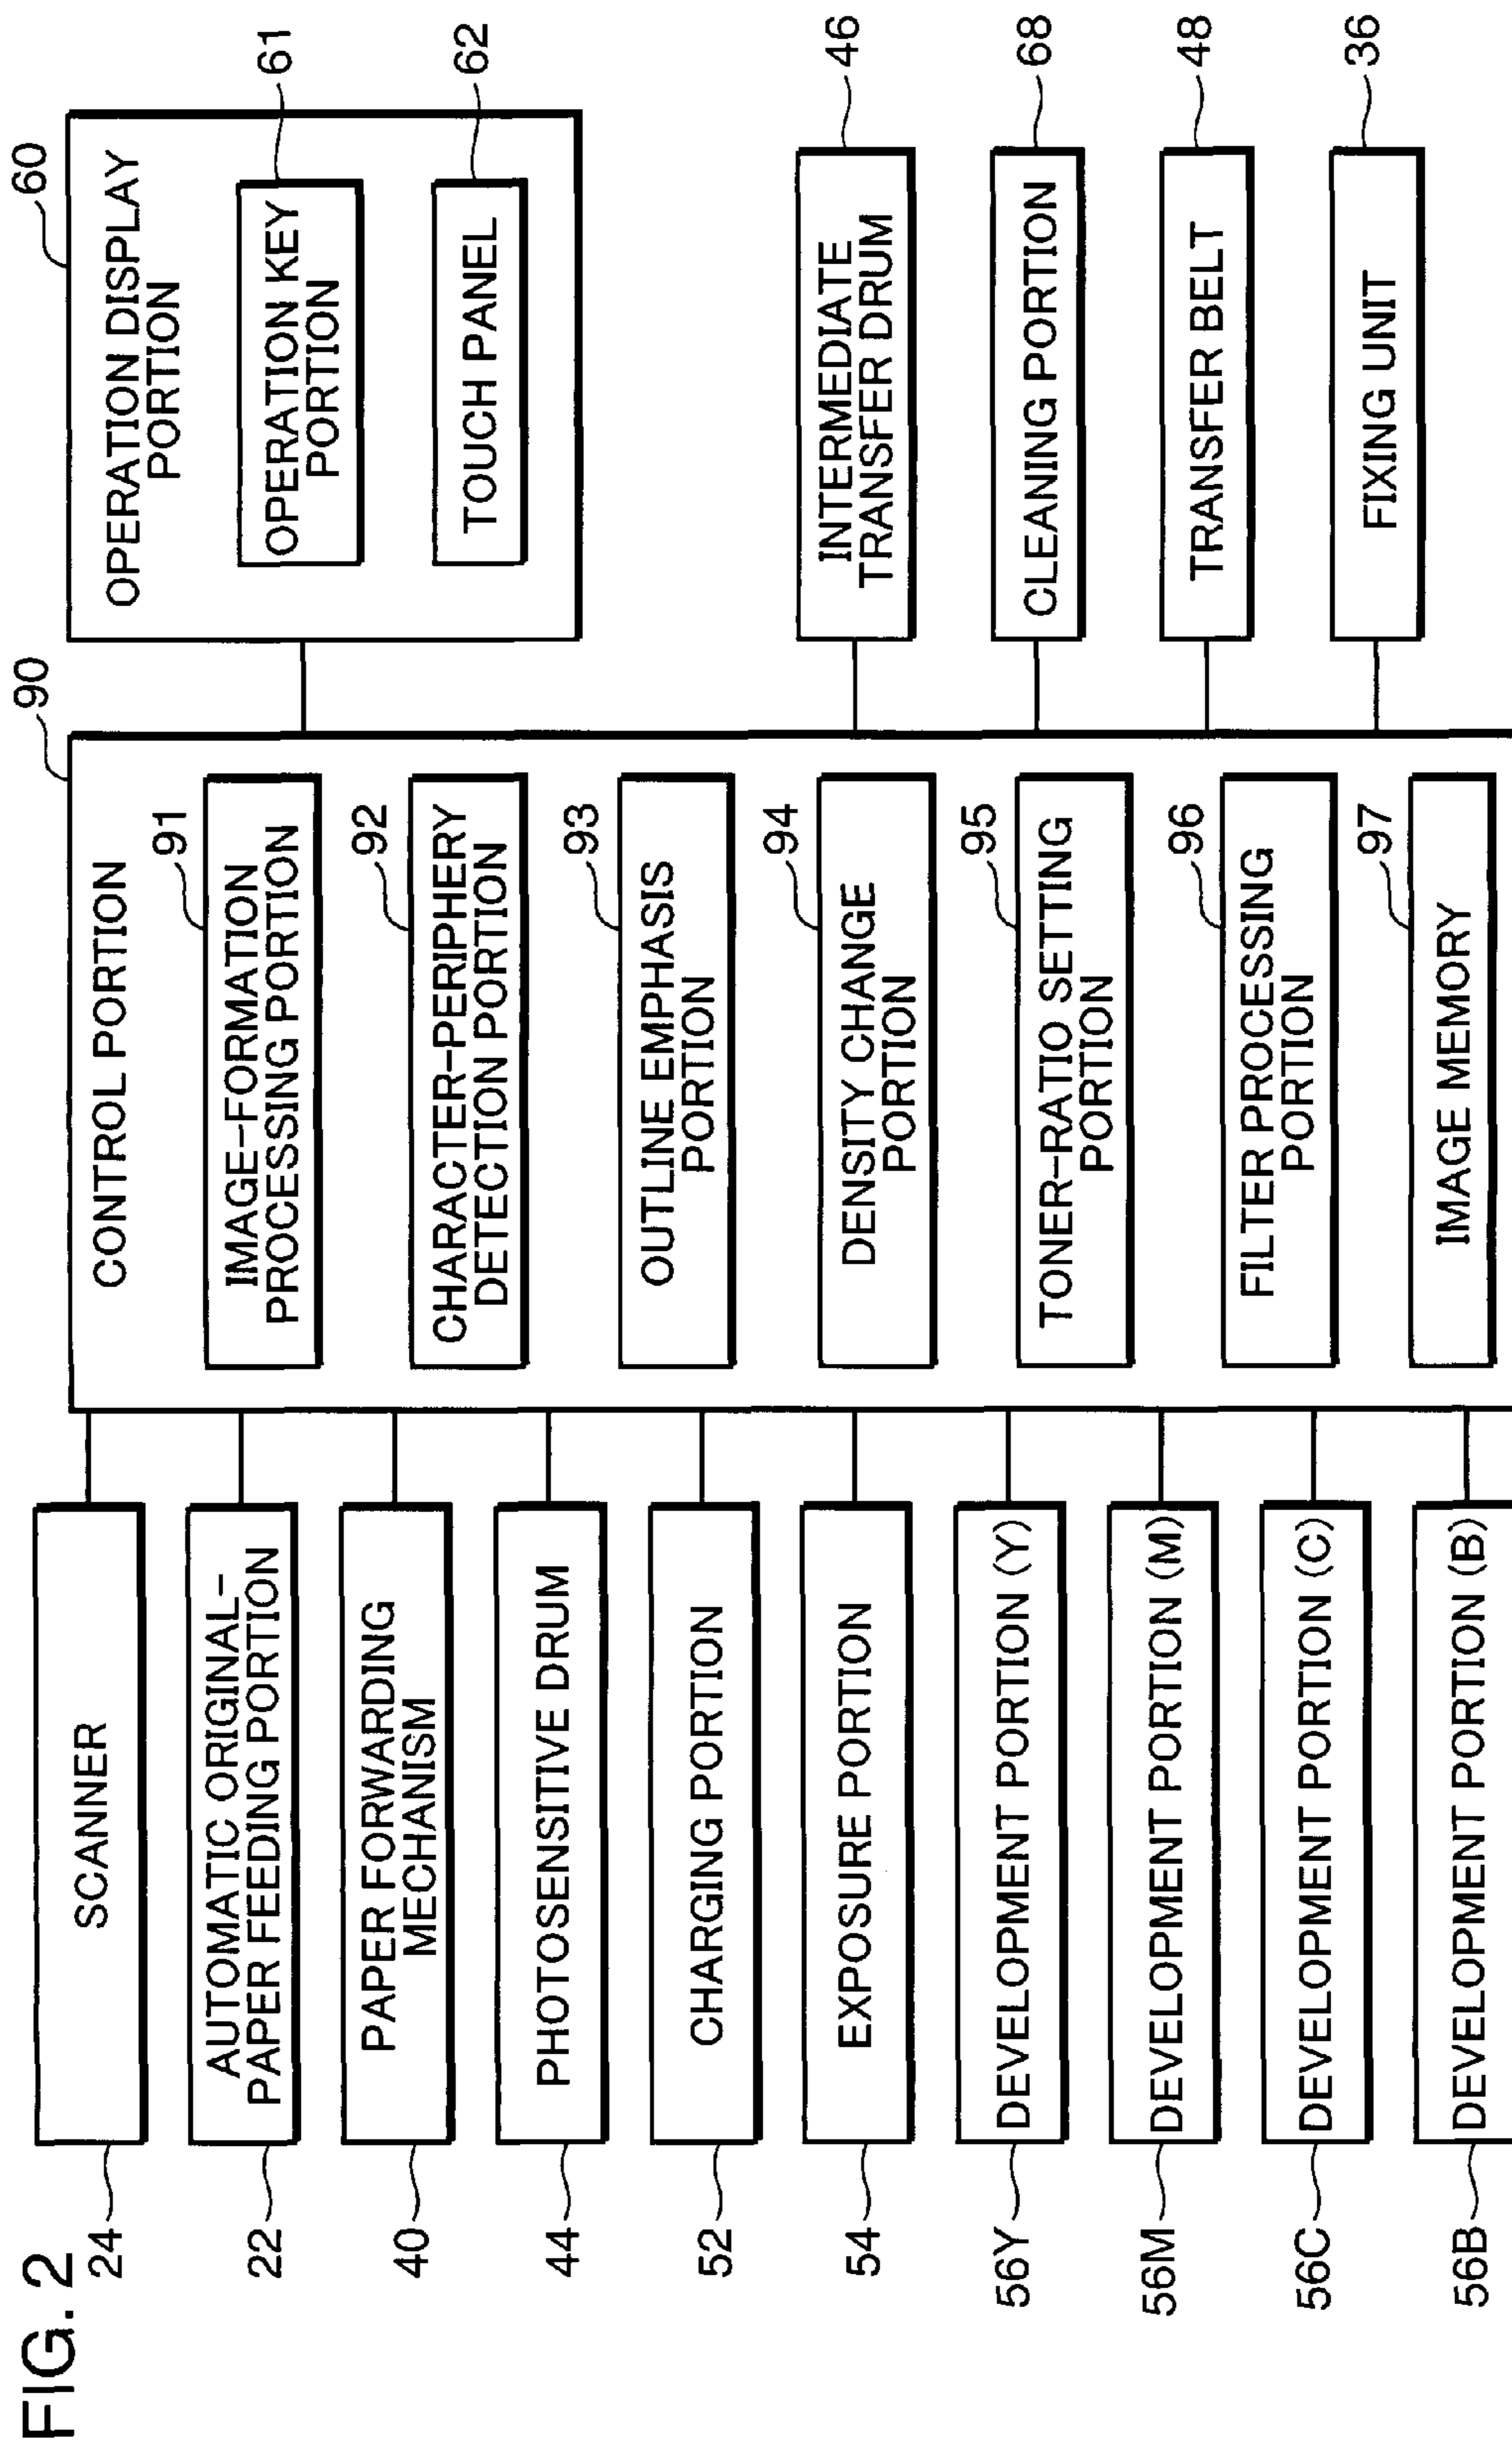 FIG. 2
24
SCANNER
22
AUTOMATIC ORIGINAL-
PAPER FEEDING PORTION
40
PAPER FORWARDING
MECHANISM
44
PHOTOSENSITIVE DRUM
52
CHARGING PORTION
54
EXPOSURE PORTION
56Y
DEVELOPMENT PORTION (Y)
56M
DEVELOPMENT PORTION (M)
56C
DEVELOPMENT PORTION (C)
56B
DEVELOPMENT PORTION (B)
90
CONTROL PORTION
91
IMAGE-FORMATION
PROCESSING PORTION
92
CHARACTER-PERIPHERY
DETECTION PORTION
93
OUTLINE EMPHASIS
PORTION
94
DENSITY CHANGE
PORTION
95
TONER-RATIO SETTING
PORTION
96
FILTER PROCESSING
PORTION
97
IMAGE MEMORY
60
OPERATION DISPLAY
PORTION
61
OPERATION KEY
PORTION
62
TOUCH PANEL
46
INTERMEDIATE
TRANSFER DRUM
68
CLEANING PORTION
48
TRANSFER BELT
36
FIXING UNIT